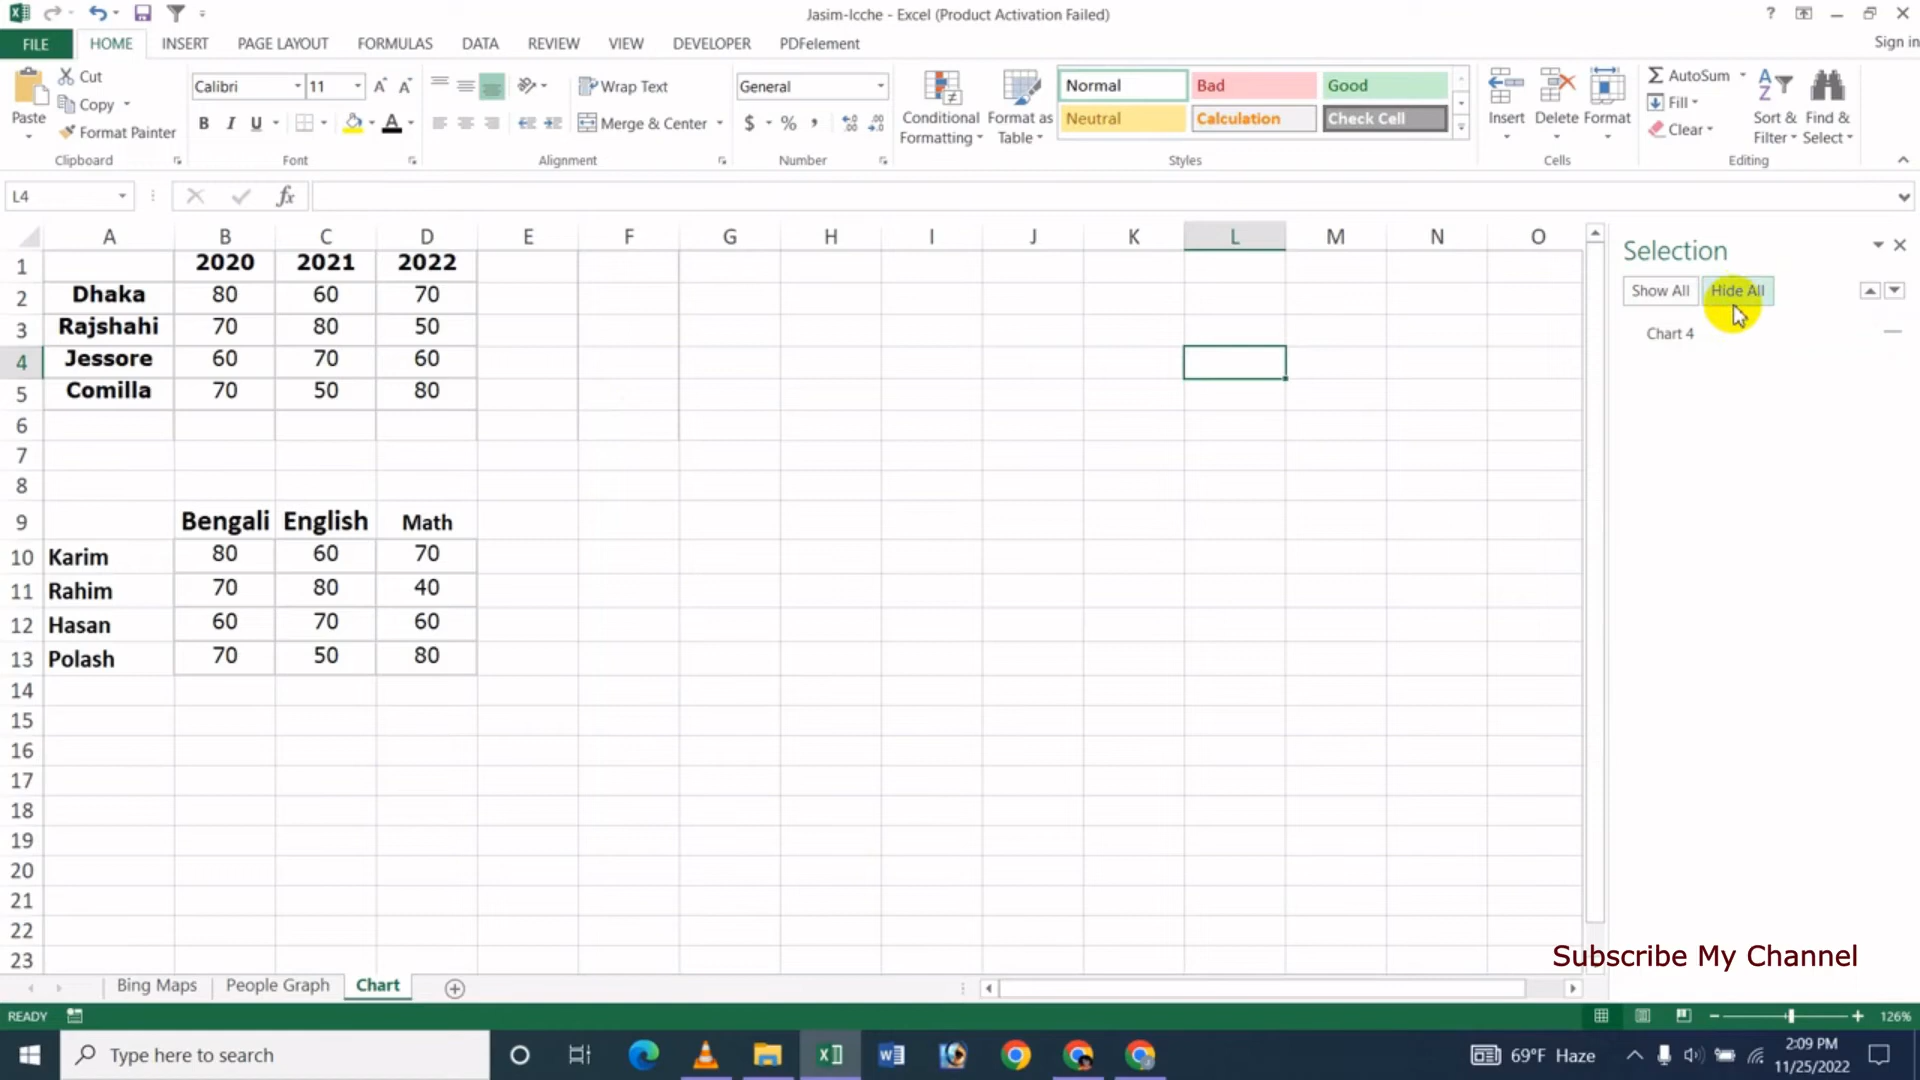 Jasim-Icche - Excel (Product Activation Failed)
?
FILE HOME INSERT PAGE LAYOUT FORMULAS DATA REVIEW VIEW DEVELOPER PDFelement Sign in
Paste Cut Copy Format Painter Clipboard
Calibri 11 B I U A Font
Wrap Text Merge & Center Alignment
General $ % , Number
Conditional Formatting Format as Table
Normal Bad Good
Neutral Calculation Check Cell
Styles
Insert Delete Format Cells
AutoSum Fill Clear Sort & Filter Find & Select Editing
L4 fx
A B C D E F G H I J K L M N O
1 2020 2021 2022
2 Dhaka 80 60 70
3 Rajshahi 70 80 50
4 Jessore 60 70 60
5 Comilla 70 50 80
6
7
8
9 Bengali English Math
10 Karim 80 60 70
11 Rahim 70 80 40
12 Hasan 60 70 60
13 Polash 70 50 80
14
15
16
17
18
19
20
21
22
23
Selection
Show All Hide All
Chart 4
Subscribe My Channel
Bing Maps People Graph Chart
READY 126%
Type here to search
69°F Haze
2:09 PM
11/25/2022